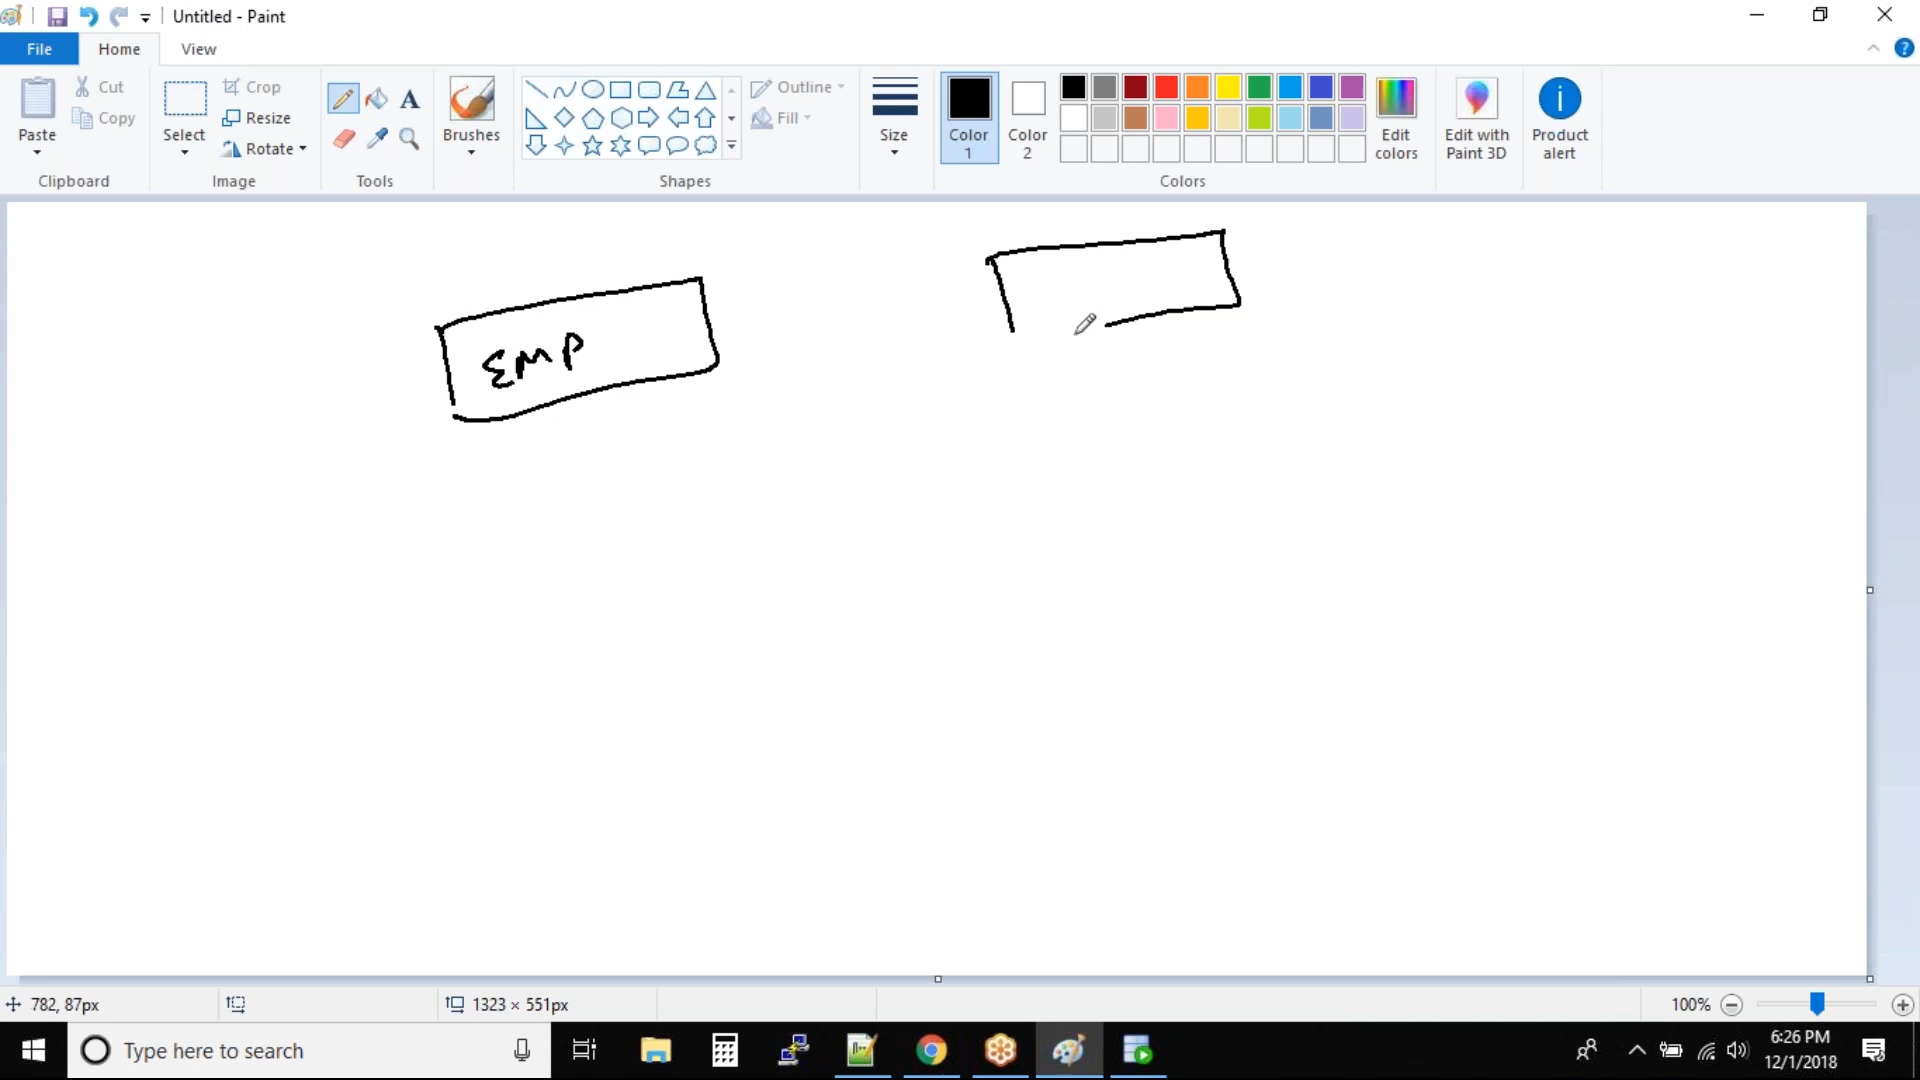 Untitled - Paint
File Home View
Paste
Cut
Copy
Clipboard
Select
Crop
Resize
Rotate
Image
A
Tools
Brushes
Shapes
Outline
Fill
Size
Color 1
Color 2
Colors
Edit colors
Edit with Paint 3D
Product alert
EMP
782, 87px
1323 × 551px
100%
Type here to search
6:26 PM
12/1/2018